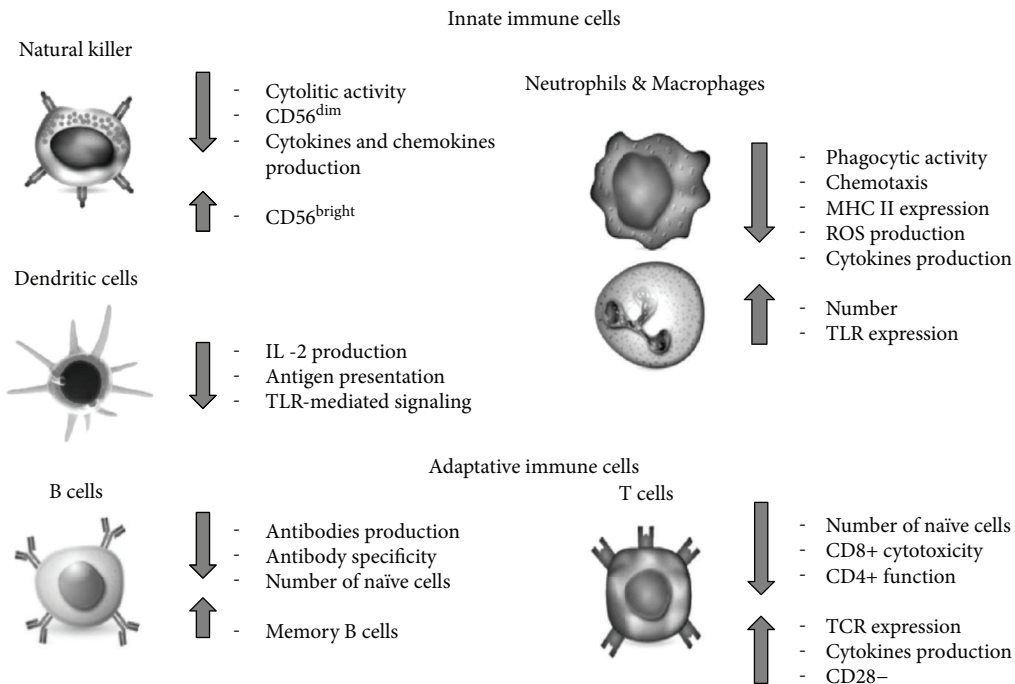 Innate immune cells
Natural killer
- Cytolitic activity
- CD56dim
- Cytokines and chemokines
production
- CD56bright
Neutrophils & Macrophages
- Phagocytic activity
- Chemotaxis
- MHC II expression
- ROS production
- Cytokines production
- Number
- TLR expression
Dendritic cells
- IL -2 production
- Antigen presentation
- TLR-mediated signaling
Adaptative immune cells
B cells
- Antibodies production
- Antibody specificity
- Number of naïve cells
- Memory B cells
T cells
- Number of naïve cells
- CD8+ cytotoxicity
- CD4+ function
- TCR expression
- Cytokines production
- CD28−